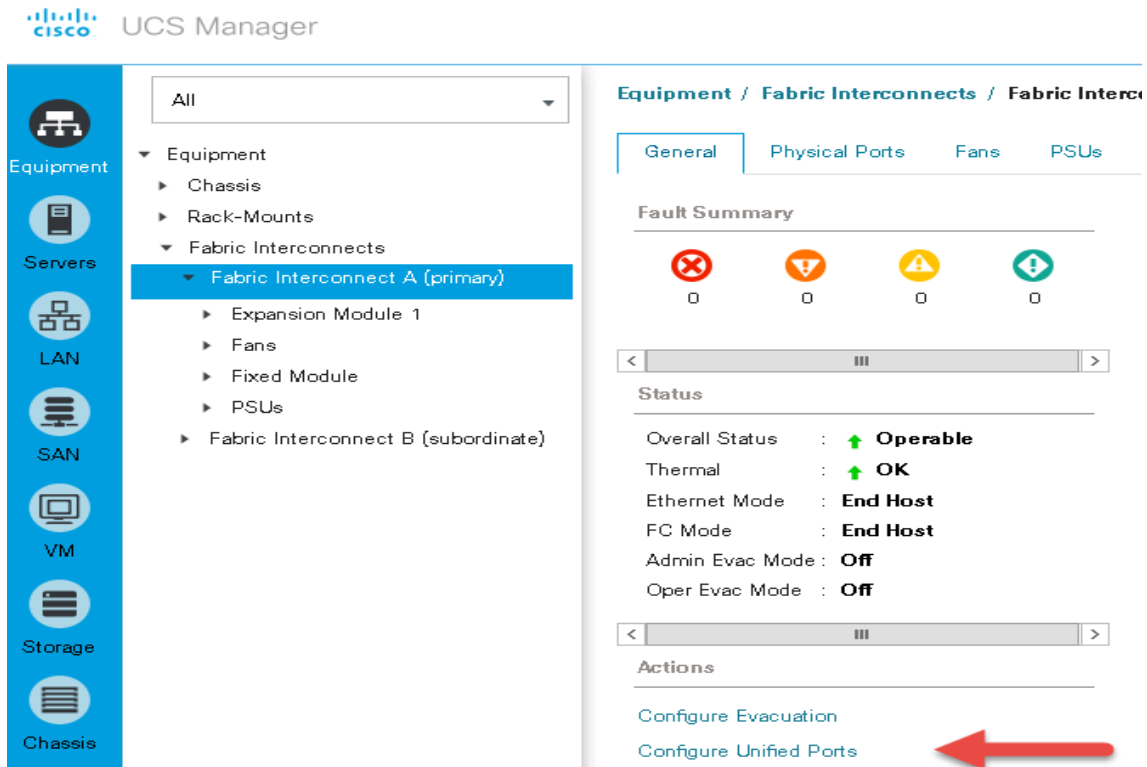 CISCO UCS Manager
Equipment
Servers
LAN
SAN
VM
Storage
Chassis
All
Equipment
Chassis
Rack-Mounts
Fabric Interconnects
Fabric Interconnect A (primary)
Expansion Module 1
Fans
Fixed Module
PSUs
Fabric Interconnect B (subordinate)
Equipment / Fabric Interconnects / Fabric Interc
General Physical Ports Fans PSUs
Fault Summary
0 0 0 0
Status
Overall Status : Operable
Thermal : OK
Ethernet Mode : End Host
FC Mode : End Host
Admin Evac Mode : Off
Oper Evac Mode : Off
Actions
Configure Evacuation
Configure Unified Ports